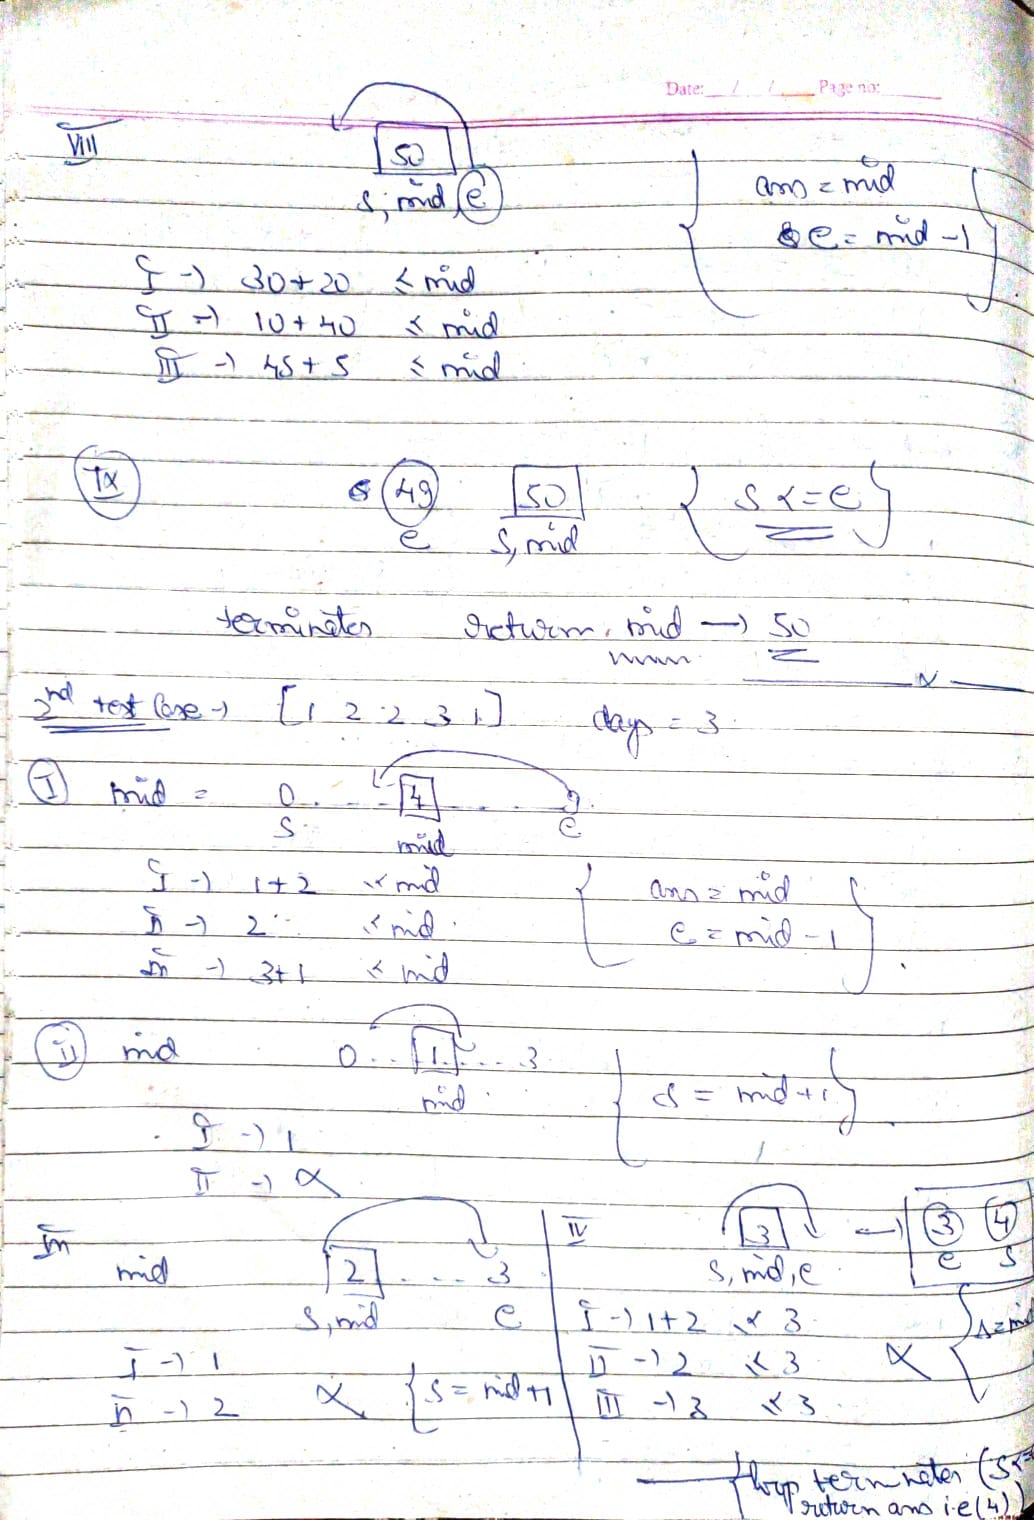 Date: __/__/____ Page no: ______
VIII
50
s, mid, e
ans = mid
e = mid - 1
I → 30 + 20 ≤ mid
II → 10 + 40 ≤ mid
III → 45 + 5 ≤ mid
IX 49 50 { s <= e }
e s, mid
terminates return mid → 50
x
2nd test Case → [1 2 2 3 1] days = 3
I mid = 0 . . . 4 . . . . 9
s mid e
I → 1+2 ≤ mid
II → 2 ≤ mid
III → 3+1 ≤ mid
{ ans = mid
e = mid - 1 }
II mid 0 . . 1 . . . . 3
mid
{ s = mid + 1 }
I → 1
II → x
III
mid 2 . . . . 3
s, mid e
I → 1
II → 2 x { s = mid + 1
IV 3 → 3 4
s, mid, e e s
I → 1+2 ≤ 3
II → 2 ≤ 3
III → 3 ≤ 3
x
loop terminates (s<=
return ans i.e (4))